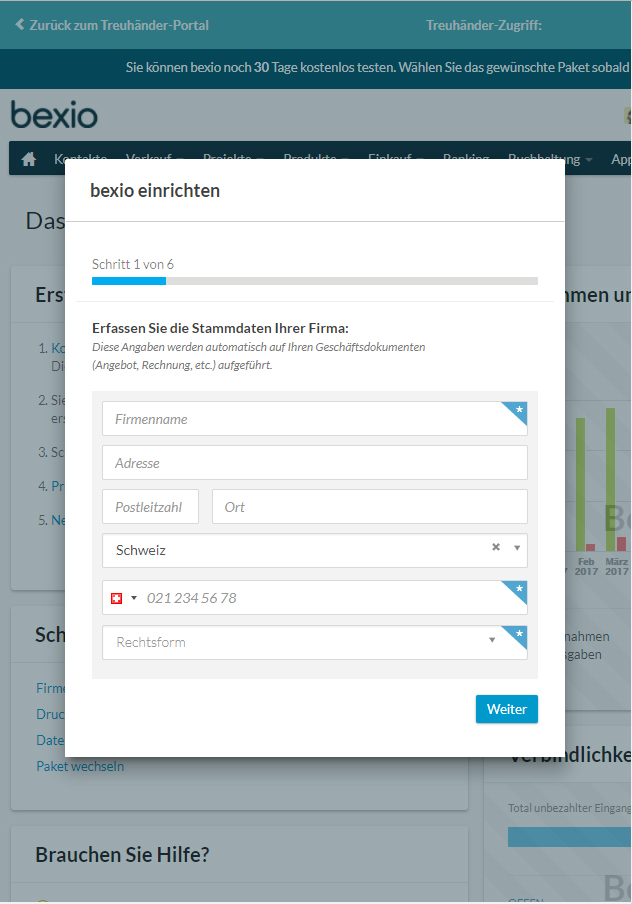 Zurück zum Treuhänder-Portal
Treuhänder-Zugriff:
Sie können bexio noch 30 Tage kostenlos testen. Wählen Sie das gewünschte Paket sobald
bexio
Kontakte Verkauf Projekte Produkte Einkauf Banking Buchhaltung App
Das
bexio einrichten
Schritt 1 von 6
Ers
men un
Erfassen Sie die Stammdaten Ihrer Firma:
Diese Angaben werden automatisch auf Ihren Geschäftsdokumenten
(Angebot, Rechnung, etc.) aufgeführt.
1. Ko
Di
2. Sie
ers
3. Sc
4. Pr
5. Ne
Firmenname
Adresse
Postleitzahl
Ort
Schweiz
021 234 56 78
Rechtsform
Weiter
Feb März
2017 2017
nahmen
sgaben
Sch
Firme
Druc
Date
Paket wechseln
Verbindlichke
Total unbezahlter Eingang
Brauchen Sie Hilfe?
OFFEN